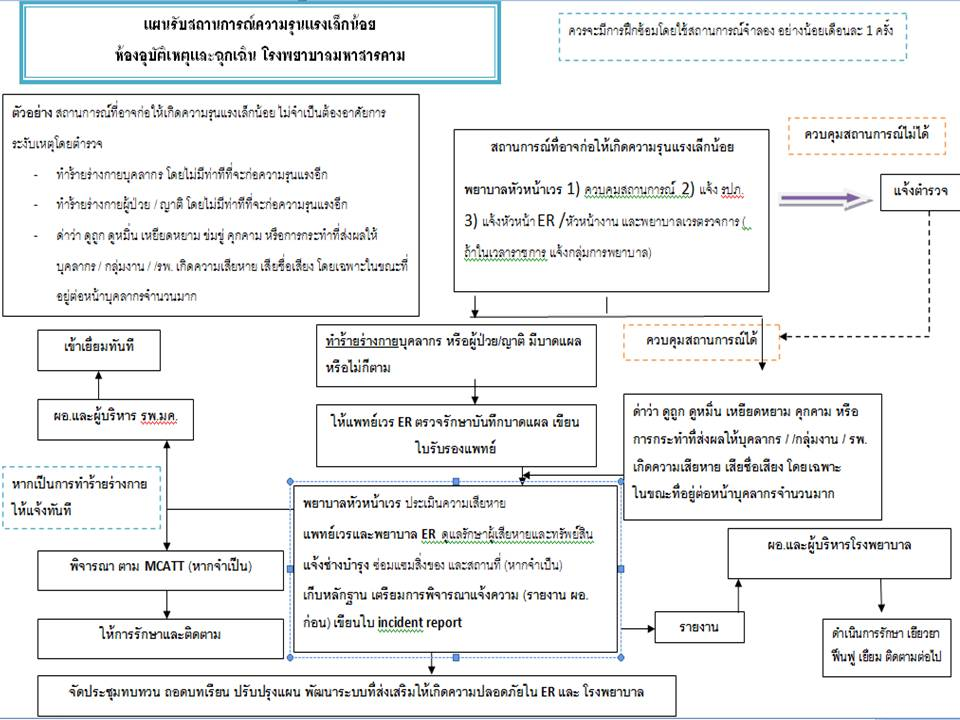 แผนรับสถานการณ์ความรุนแรงเล็กน้อย
ห้องอุบัติเหตุและฉุกเฉิน โรงพยาบาลมหาสารคาม
ควรจะมีการฝึกซ้อมโดยใช้สถานการณ์จำลอง อย่างน้อยเดือนละ 1 ครั้ง
ตัวอย่าง สถานการณ์ที่อาจก่อให้เกิดความรุนแรงเล็กน้อย ไม่จำเป็นต้องอาศัยการ
ระงับเหตุโดยตำรวจ
- ทำร้ายร่างกายบุคลากร โดยไม่มีท่าทีที่จะก่อความรุนแรงอีก
- ทำร้ายร่างกายผู้ป่วย / ญาติ โดยไม่มีท่าทีที่จะก่อความรุนแรงอีก
- ด่าว่า ดูถูก ดูหมิ่น เหยียดหยาม ข่มขู่ คุกคาม หรือการกระทำที่ส่งผลให้
บุคลากร / กลุ่มงาน / /รพ. เกิดความเสียหาย เสียชื่อเสียง โดยเฉพาะในขณะที่
อยู่ต่อหน้าบุคลากรจำนวนมาก
สถานการณ์ที่อาจก่อให้เกิดความรุนแรงเล็กน้อย
พยาบาลหัวหน้าเวร 1) ควบคุมสถานการณ์ 2) แจ้ง รปภ.
3) แจ้งหัวหน้า ER /หัวหน้างาน และพยาบาลเวรตรวจการ (
ถ้าในเวลาราชการ แจ้งกลุ่มการพยาบาล)
ควบคุมสถานการณ์ไม่ได้
แจ้งตำรวจ
เข้าเยี่ยมทันที
ทำร้ายร่างกายบุคลากร หรือผู้ป่วย/ญาติ มีบาดแผล
หรือไม่ก็ตาม
ควบคุมสถานการณ์ได้
ผอ.และผู้บริหาร รพ.มค.
ให้แพทย์เวร ER ตรวจรักษาบันทึกบาดแผล เขียน
ใบรับรองแพทย์
ด่าว่า ดูถูก ดูหมิ่น เหยียดหยาม คุกคาม หรือ
การกระทำที่ส่งผลให้บุคลากร / /กลุ่มงาน / รพ.
เกิดความเสียหาย เสียชื่อเสียง โดยเฉพาะ
ในขณะที่อยู่ต่อหน้าบุคลากรจำนวนมาก
หากเป็นการทำร้ายร่างกาย
ให้แจ้งทันที
พยาบาลหัวหน้าเวร ประเมินความเสียหาย
แพทย์เวรและพยาบาล ER ดูแลรักษาผู้เสียหายและทรัพย์สิน
แจ้งช่างบำรุง ซ่อมแซมสิ่งของ และสถานที่ (หากจำเป็น)
เก็บหลักฐาน เตรียมการพิจารณาแจ้งความ (รายงาน ผอ.
ก่อน) เขียนใบ incident report
พิจารณา ตาม MCATT (หากจำเป็น)
ให้การรักษาและติดตาม
ผอ.และผู้บริหารโรงพยาบาล
รายงาน
ดำเนินการรักษา เยียวยา
ฟื้นฟู เยี่ยม ติดตามต่อไป
จัดประชุมทบทวน ถอดบทเรียน ปรับปรุงแผน พัฒนาระบบที่ส่งเสริมให้เกิดความปลอดภัยใน ER และ โรงพยาบาล